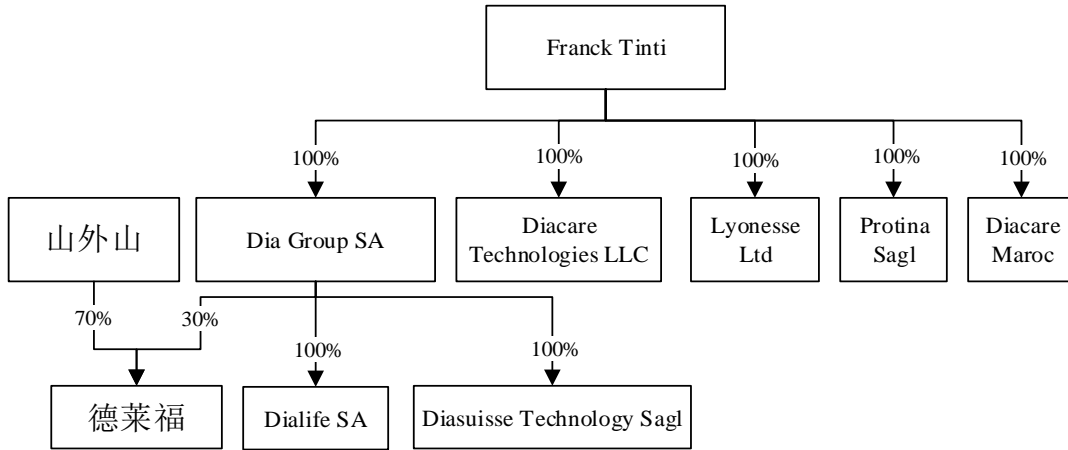 Franck Tinti
100%
100%
100%
100%
100%
山外山
Dia Group SA
Diacare
Technologies LLC
Lyonesse
Ltd
Protina
Sagl
Diacare
Maroc
70%
30%
100%
100%
德莱福
Dialife SA
Diasuisse Technology Sagl